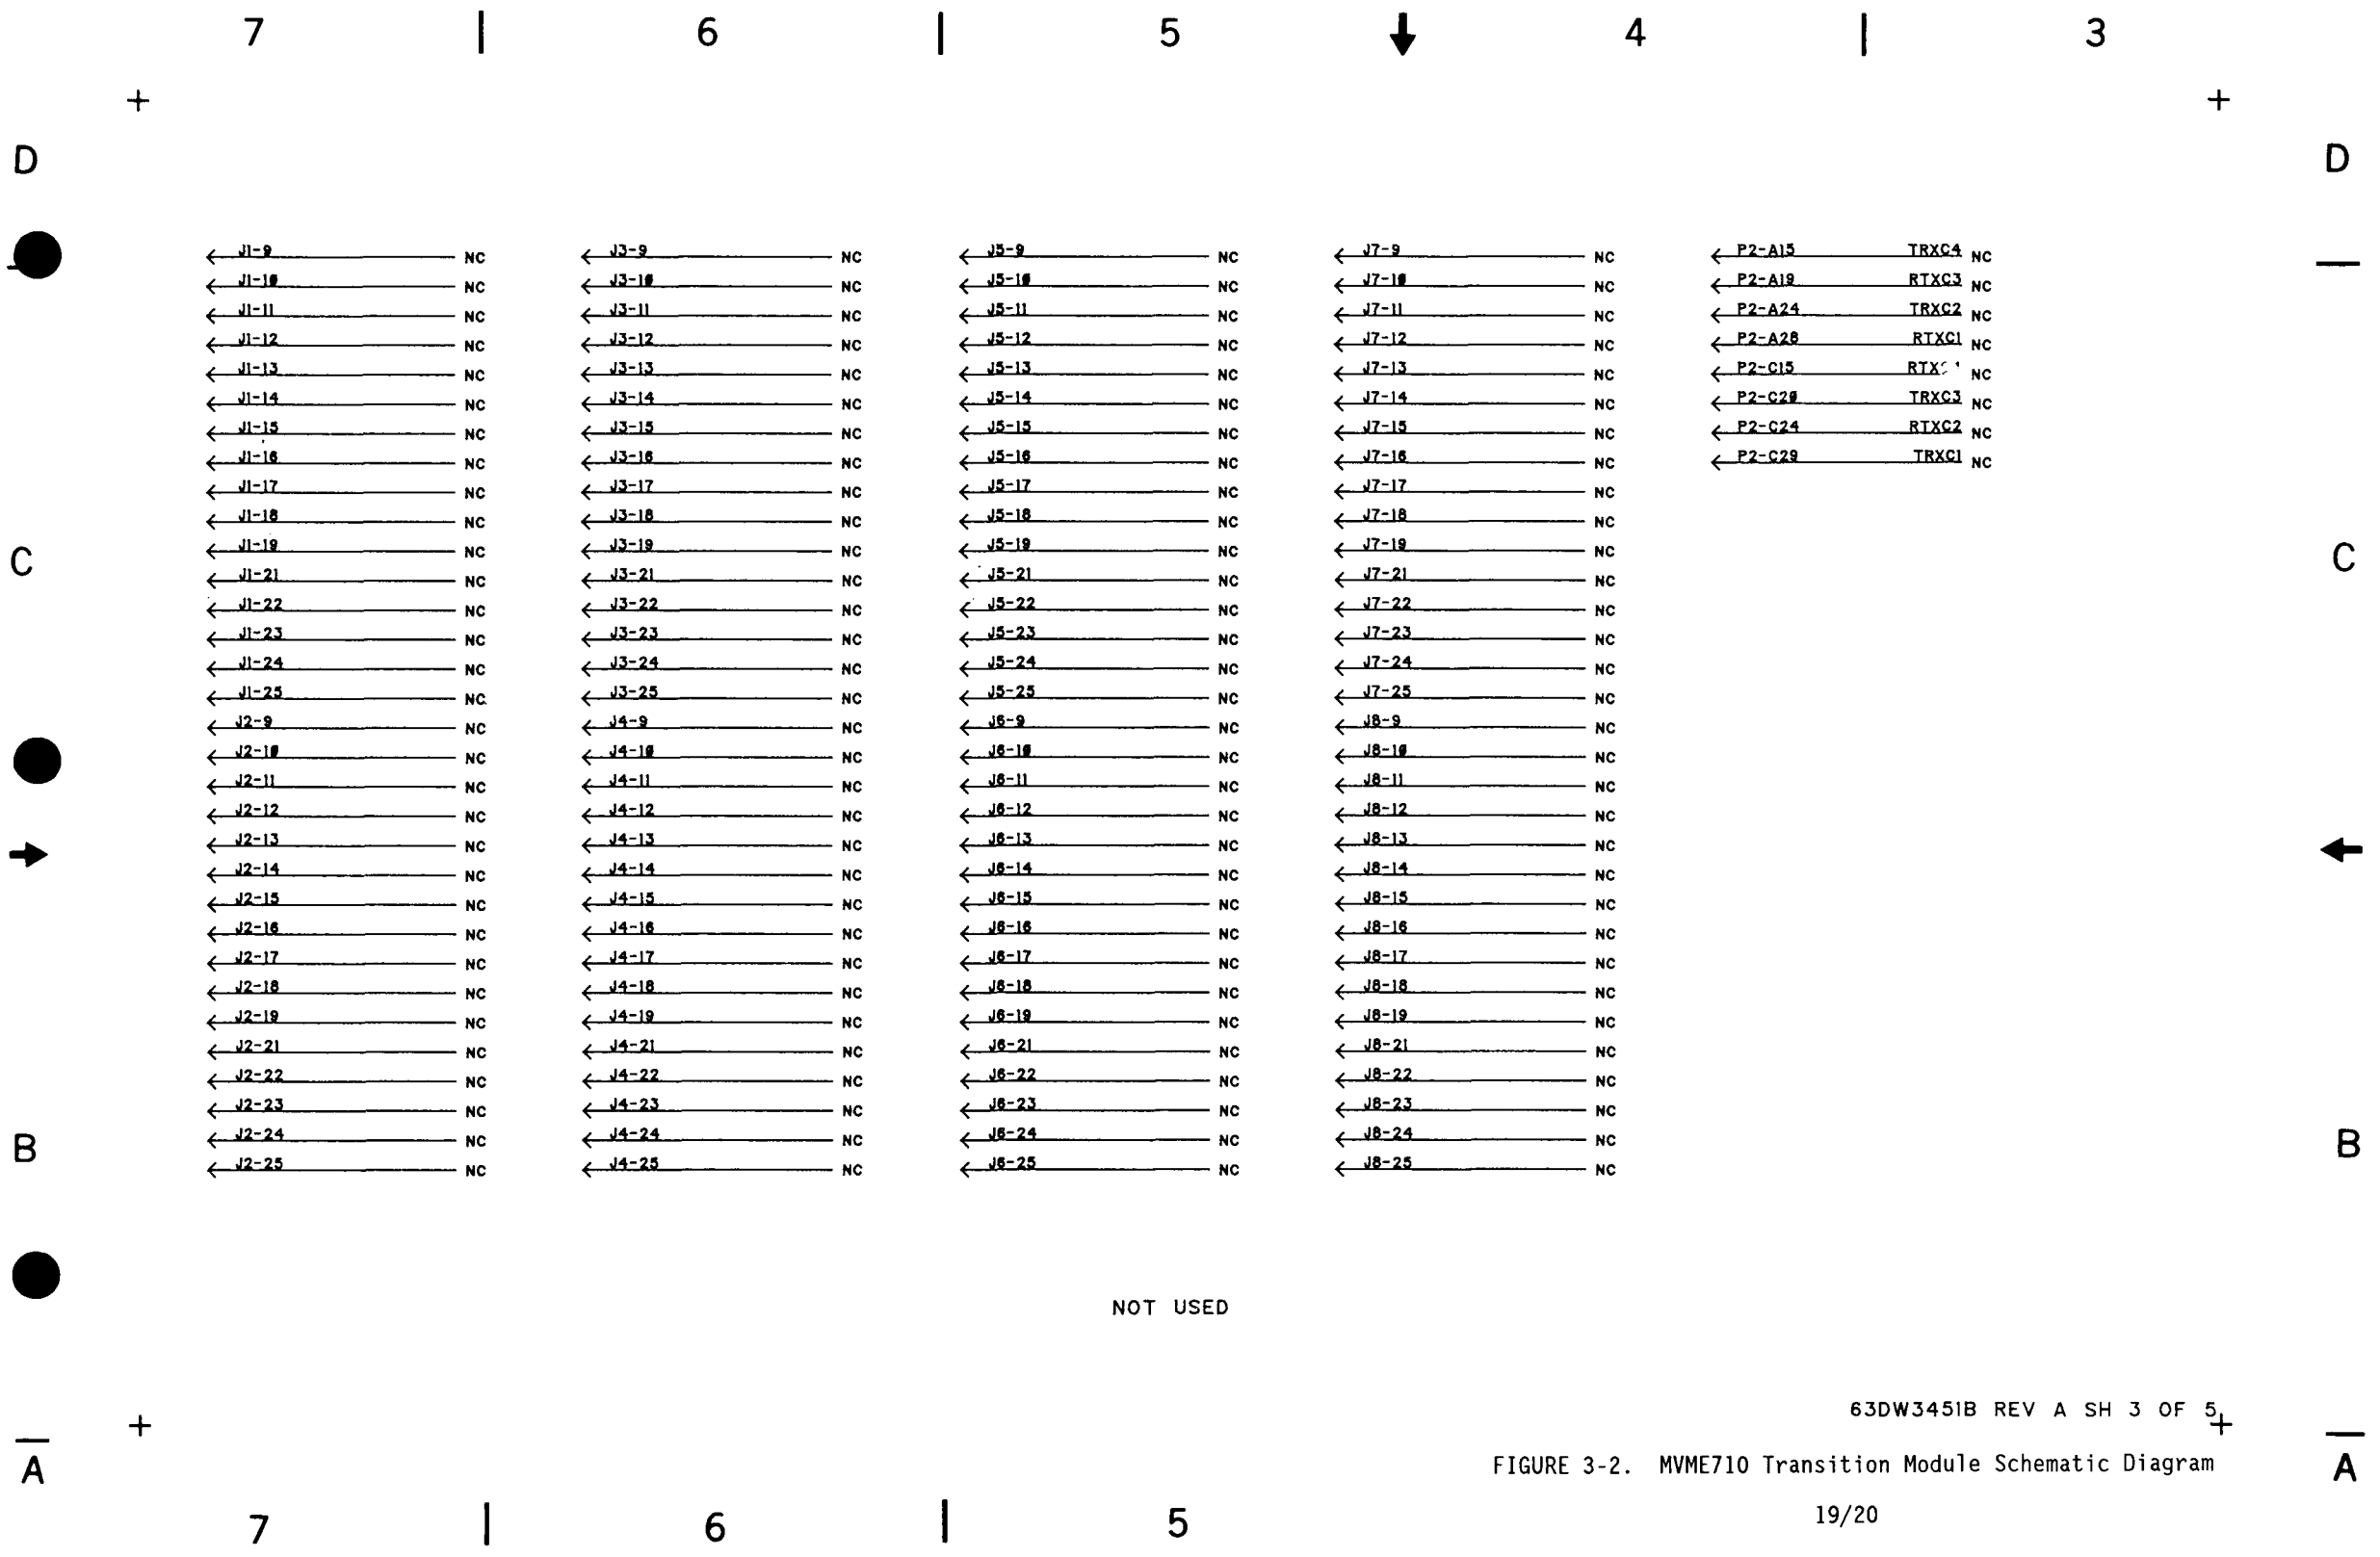 7 6 5 4 3
D D
J1-9 NC J3-9 NC J5-9 NC J7-9 NC P2-A15 TRXC4 NC
J1-10 NC J3-10 NC J5-10 NC J7-10 NC P2-A19 RTXC3 NC
J1-11 NC J3-11 NC J5-11 NC J7-11 NC P2-A24 TRXC2 NC
J1-12 NC J3-12 NC J5-12 NC J7-12 NC P2-A28 RTXC1 NC
J1-13 NC J3-13 NC J5-13 NC J7-13 NC P2-C15 NC
J1-14 NC J3-14 NC J5-14 NC J7-14 NC P2-C20 TRXC3 NC
J1-15 NC J3-15 NC J5-15 NC J7-15 NC P2-C24 RTXC2 NC
J1-16 NC J3-16 NC J5-16 NC J7-16 NC P2-C29 TRXC1 NC
J1-17 NC J3-17 NC J5-17 NC J7-17 NC
J1-18 NC J3-18 NC J5-18 NC J7-18 NC
J1-19 NC J3-19 NC J5-19 NC J7-19 NC
C C
J1-21 NC J3-21 NC J5-21 NC J7-21 NC
J1-22 NC J3-22 NC J5-22 NC J7-22 NC
J1-23 NC J3-23 NC J5-23 NC J7-23 NC
J1-24 NC J3-24 NC J5-24 NC J7-24 NC
J1-25 NC J3-25 NC J5-25 NC J7-25 NC
J2-9 NC J4-9 NC J6-9 NC J8-9 NC
J2-10 NC J4-10 NC J6-10 NC J8-10 NC
J2-11 NC J4-11 NC J6-11 NC J8-11 NC
J2-12 NC J4-12 NC J6-12 NC J8-12 NC
J2-13 NC J4-13 NC J6-13 NC J8-13 NC
J2-14 NC J4-14 NC J6-14 NC J8-14 NC
J2-15 NC J4-15 NC J6-15 NC J8-15 NC
J2-16 NC J4-16 NC J6-16 NC J8-16 NC
J2-17 NC J4-17 NC J6-17 NC J8-17 NC
J2-18 NC J4-18 NC J6-18 NC J8-18 NC
J2-19 NC J4-19 NC J6-19 NC J8-19 NC
J2-21 NC J4-21 NC J6-21 NC J8-21 NC
J2-22 NC J4-22 NC J6-22 NC J8-22 NC
J2-23 NC J4-23 NC J6-23 NC J8-23 NC
J2-24 NC J4-24 NC J6-24 NC J8-24 NC
B B
J2-25 NC J4-25 NC J6-25 NC J8-25 NC
NOT USED
63DW3451B REV A SH 3 OF 5
FIGURE 3-2. MVME710 Transition Module Schematic Diagram
A A
19/20
7 6 5